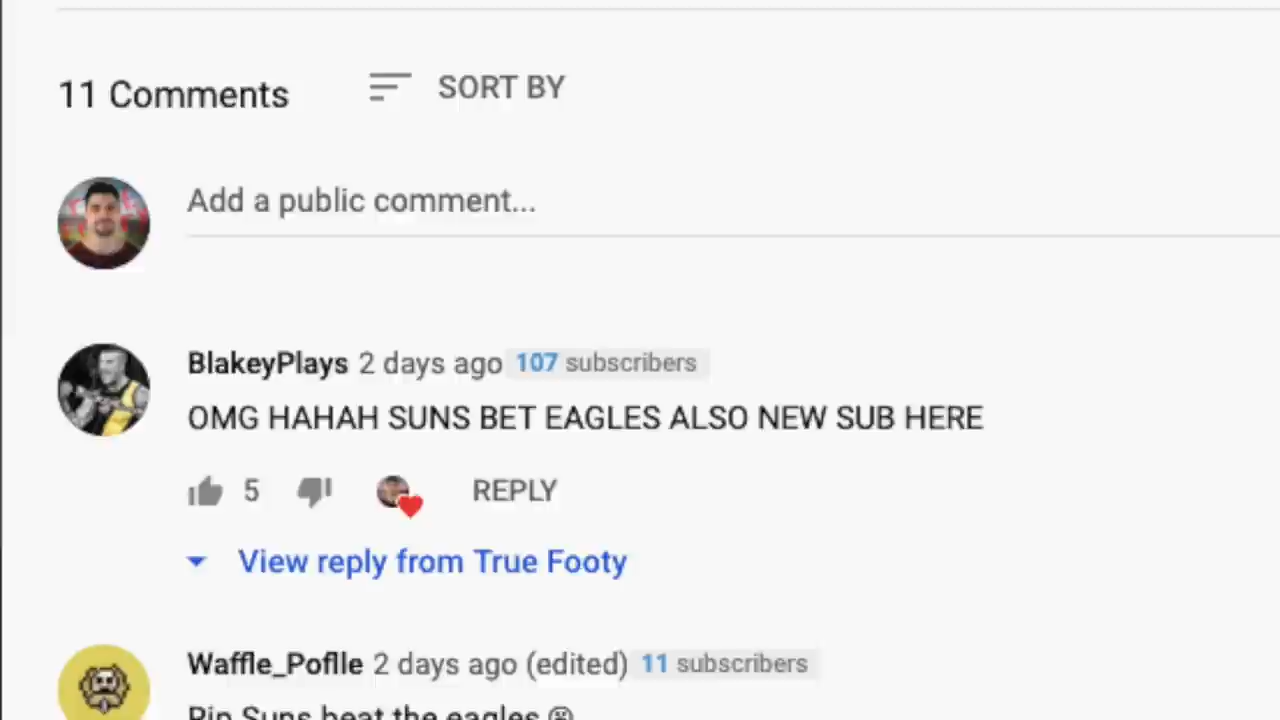 11 Comments
SORT BY
Add a public comment...
BlakeyPlays 2 days ago 107 subscribers
OMG HAHAH SUNS BET EAGLES ALSO NEW SUB HERE
5
REPLY
View reply from True Footy
Waffle_Poflle 2 days ago (edited) 11 subscribers
Rip Suns beat the eagles 😢